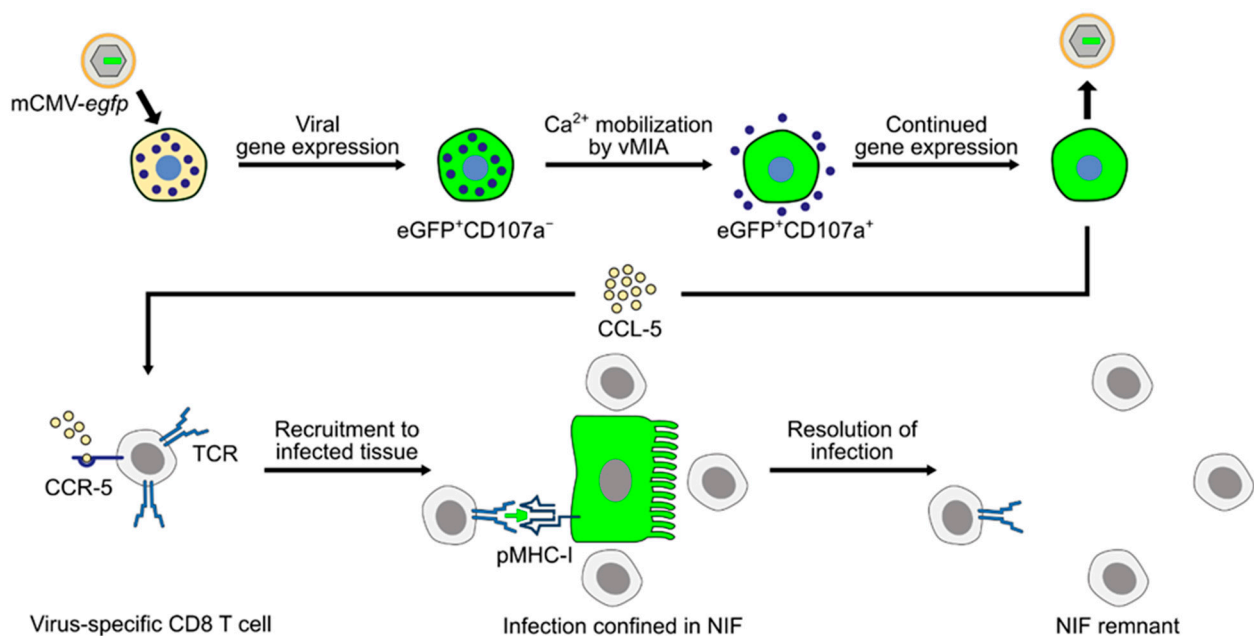 mCMV-egfp
Viral
gene expression
Ca²⁺ mobilization
by vMIA
Continued
gene expression
eGFP⁺CD107a⁻
eGFP⁺CD107a⁺
CCL-5
TCR
CCR-5
Recruitment to
infected tissue
pMHC-I
Resolution of
infection
Virus-specific CD8 T cell
Infection confined in NIF
NIF remnant